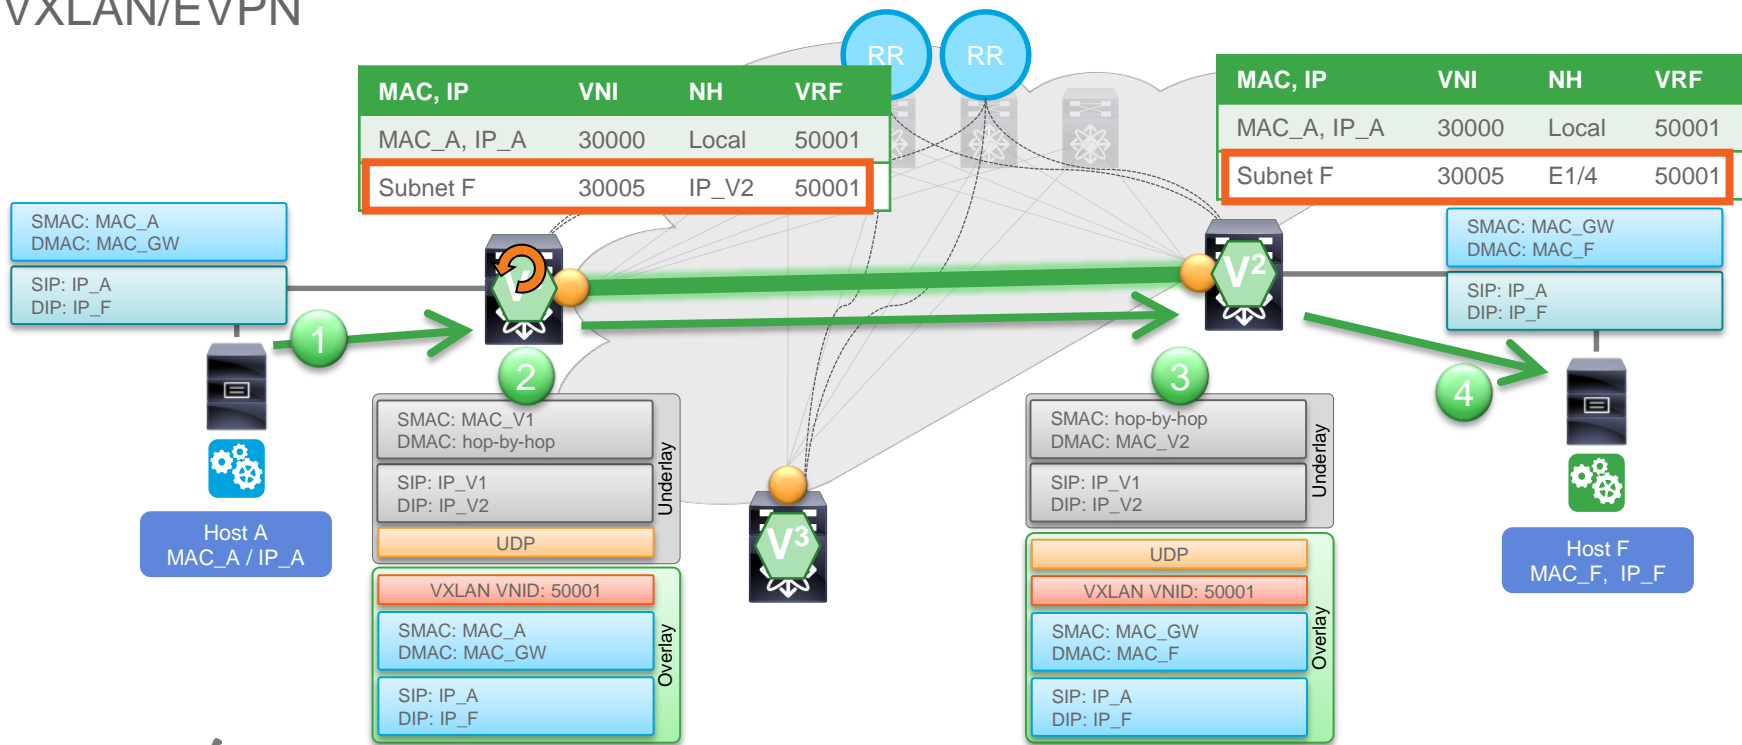 VXLAN/EVPN
RR RR
MAC, IP VNI NH VRF
MAC_A, IP_A 30000 Local 50001
Subnet F 30005 IP_V2 50001
MAC, IP VNI NH VRF
MAC_A, IP_A 30000 Local 50001
Subnet F 30005 E1/4 50001
SMAC: MAC_A
DMAC: MAC_GW
SIP: IP_A
DIP: IP_F
V
V2
SMAC: MAC_GW
DMAC: MAC_F
SIP: IP_A
DIP: IP_F
1
2
3
4
Host A
MAC_A / IP_A
SMAC: MAC_V1
DMAC: hop-by-hop
SIP: IP_V1
DIP: IP_V2
UDP
Underlay
VXLAN VNID: 50001
SMAC: MAC_A
DMAC: MAC_GW
SIP: IP_A
DIP: IP_F
Overlay
V3
SMAC: hop-by-hop
DMAC: MAC_V2
SIP: IP_V1
DIP: IP_V2
Underlay
UDP
VXLAN VNID: 50001
SMAC: MAC_GW
DMAC: MAC_F
SIP: IP_A
DIP: IP_F
Overlay
Host F
MAC_F, IP_F